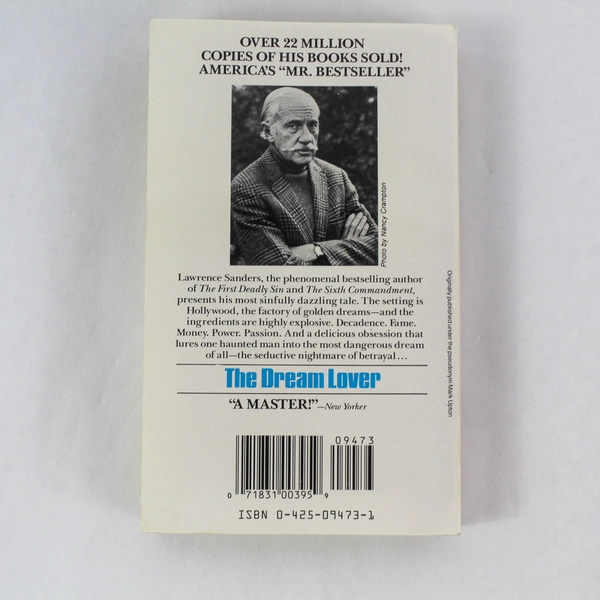 OVER 22 MILLION
COPIES OF HIS BOOKS SOLD!
AMERICA'S “MR. BESTSELLER”
Photo by Nancy Crampton
Lawrence Sanders, the phenomenal bestselling author
of The First Deadly Sin and The Sixth Commandment,
presents his most sinfully dazzling tale. The setting is
Hollywood, the factory of golden dreams—and the
ingredients are highly explosive. Decadence. Fame.
Money. Power. Passion. And a delicious obsession that
lures one haunted man into the most dangerous dream
of all—the seductive nightmare of betrayal...
Originally published under the pseudonym Mark Upton
The Dream Lover
“A MASTER!”—New Yorker
09473
0 71831 00395 9
ISBN 0-425-09473-1